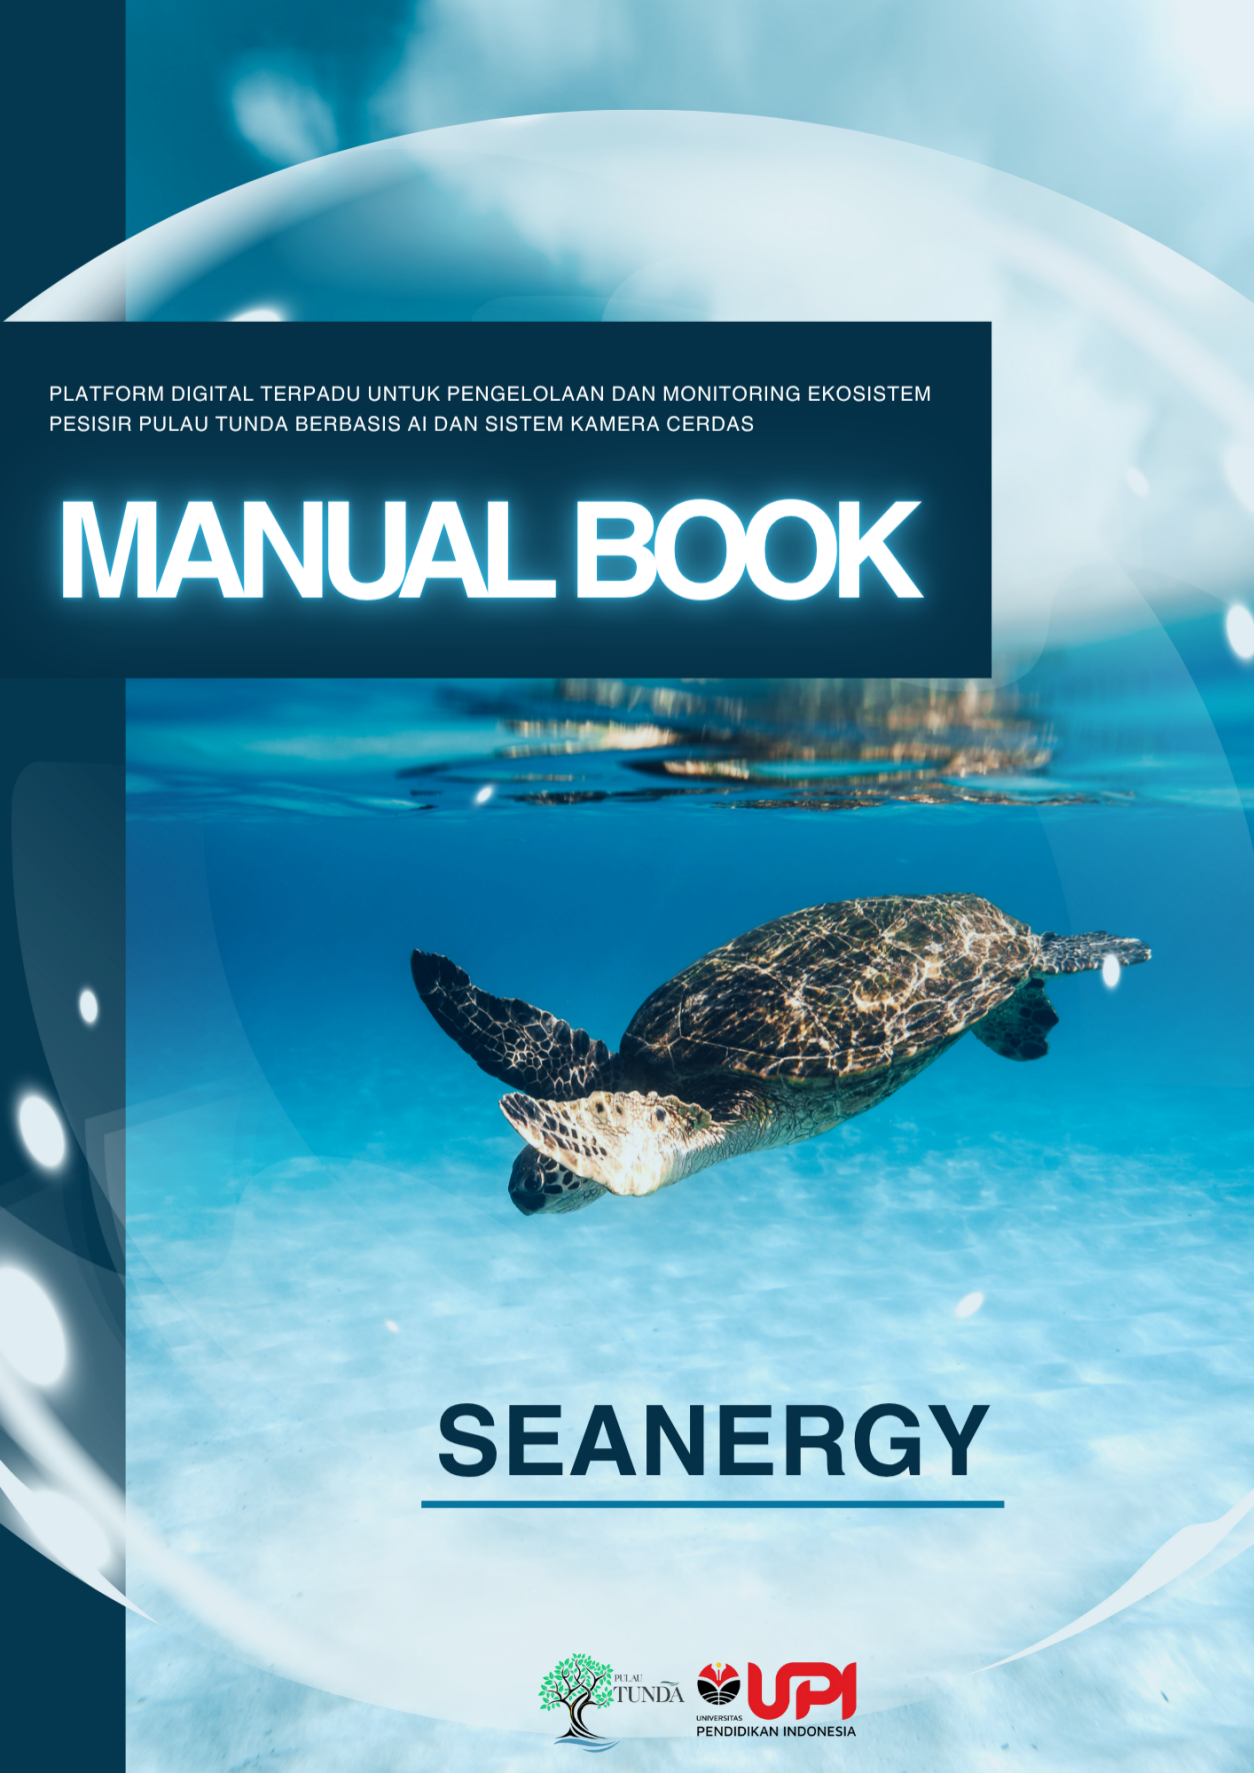 PLATFORM DIGITAL TERPADU UNTUK PENGELOLAAN DAN MONITORING EKOSISTEM
PESISIR PULAU TUNDA BERBASIS AI DAN SISTEM KAMERA CERDAS
MANUAL BOOK
SEANERGY
PULAU
TUNDA
UPI
UNIVERSITAS
PENDIDIKAN INDONESIA